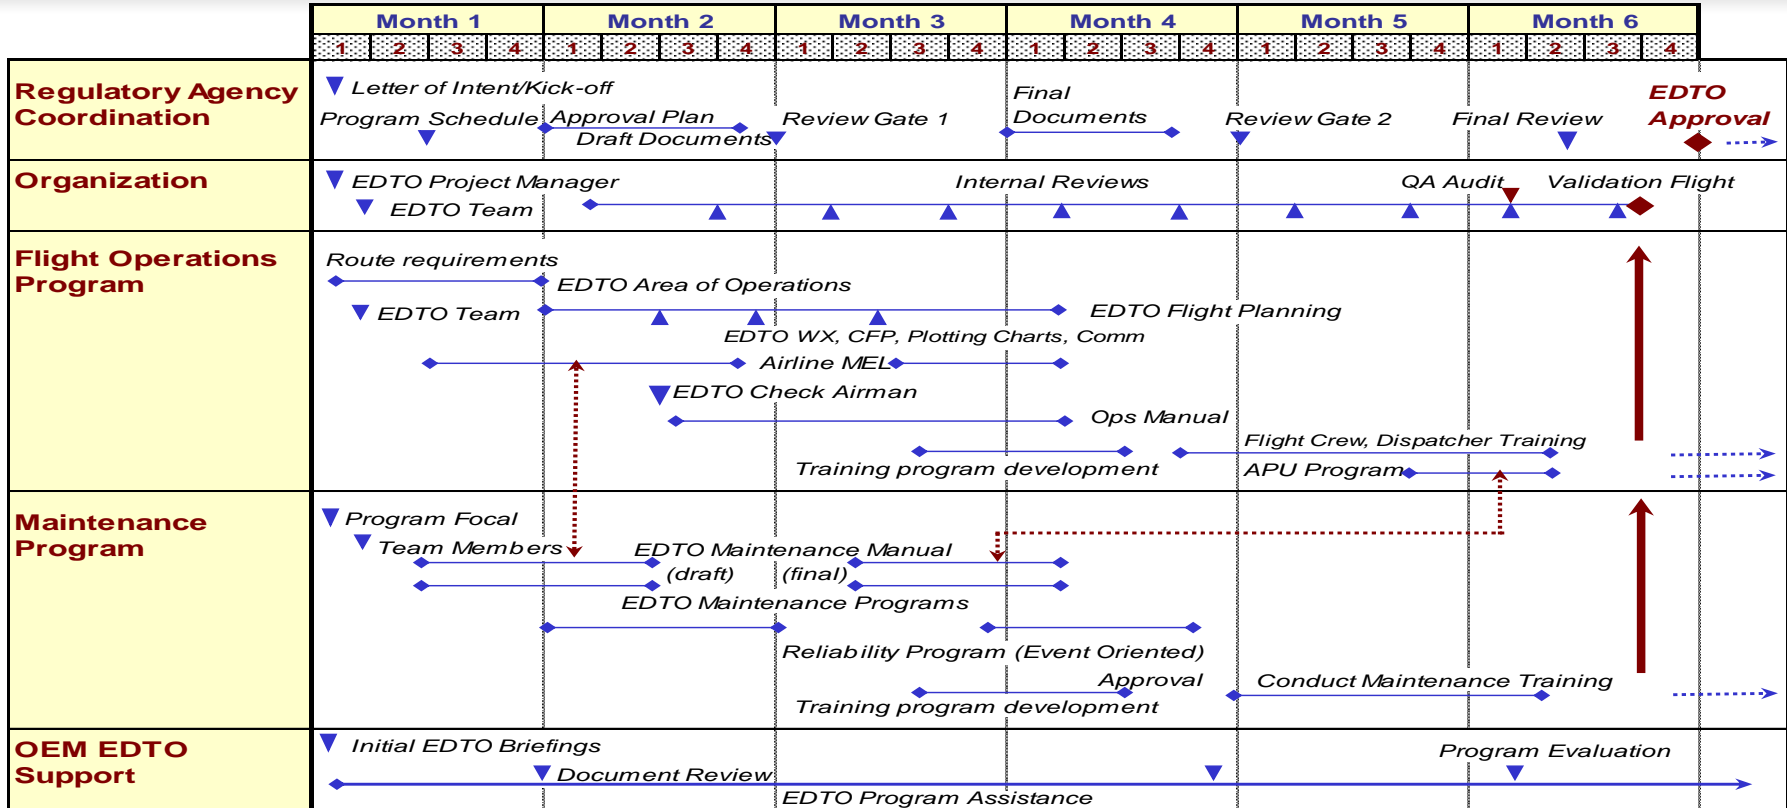 Month 1 Month 2 Month 3 Month 4 Month 5 Month 6
1 2 3 4 1 2 3 4 1 2 3 4 1 2 3 4 1 2 3 4 1 2 3 4
Regulatory Agency
Coordination
Letter of Intent/Kick-off
Program Schedule
Approval Plan
Draft Documents
Review Gate 1
Final
Documents
Review Gate 2
Final Review
EDTO
Approval
Organization
EDTO Project Manager
EDTO Team
Internal Reviews
QA Audit
Validation Flight
Flight Operations
Program
Route requirements
EDTO Area of Operations
EDTO Team
EDTO Flight Planning
EDTO WX, CFP, Plotting Charts, Comm
Airline MEL
EDTO Check Airman
Ops Manual
Flight Crew, Dispatcher Training
Training program development
APU Program
Maintenance
Program
Program Focal
Team Members
EDTO Maintenance Manual
(draft) (final)
EDTO Maintenance Programs
Reliability Program (Event Oriented)
Approval
Training program development
Conduct Maintenance Training
OEM EDTO
Support
Initial EDTO Briefings
Document Review
Program Evaluation
EDTO Program Assistance